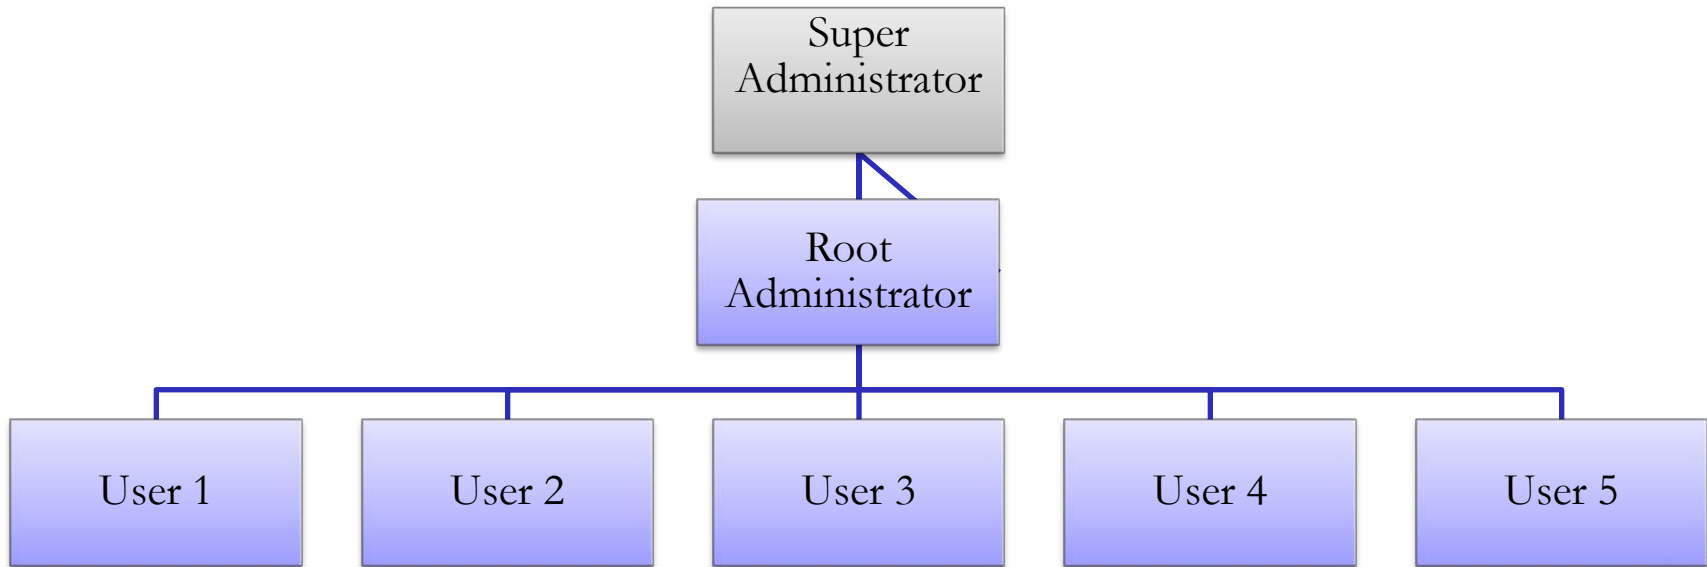 Super
Administrator
Root
Administrator
User 1
User 2
User 3
User 4
User 5